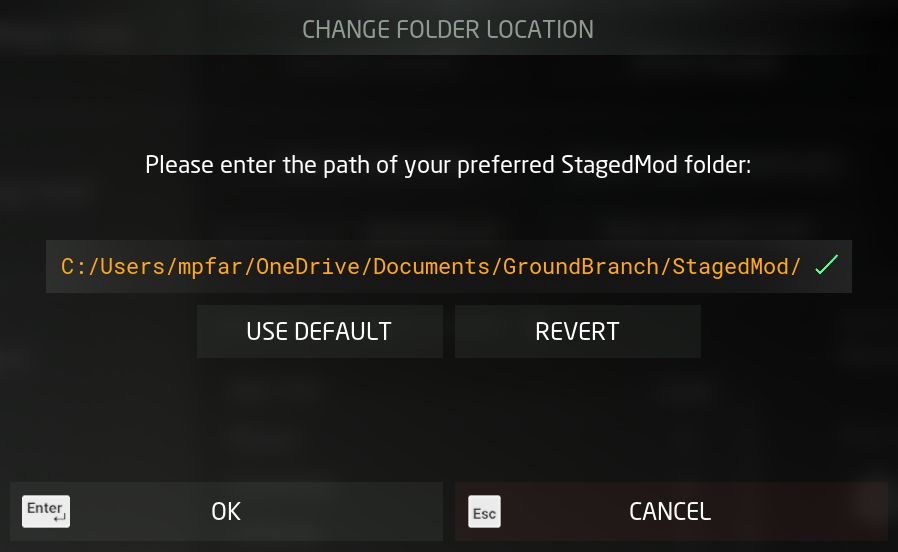 CHANGE FOLDER LOCATION
Please enter the path of your preferred StagedMod folder:
C:/Users/mpfar/OneDrive/Documents/GroundBranch/StagedMod/
USE DEFAULT
REVERT
Enter
OK
Esc
CANCEL